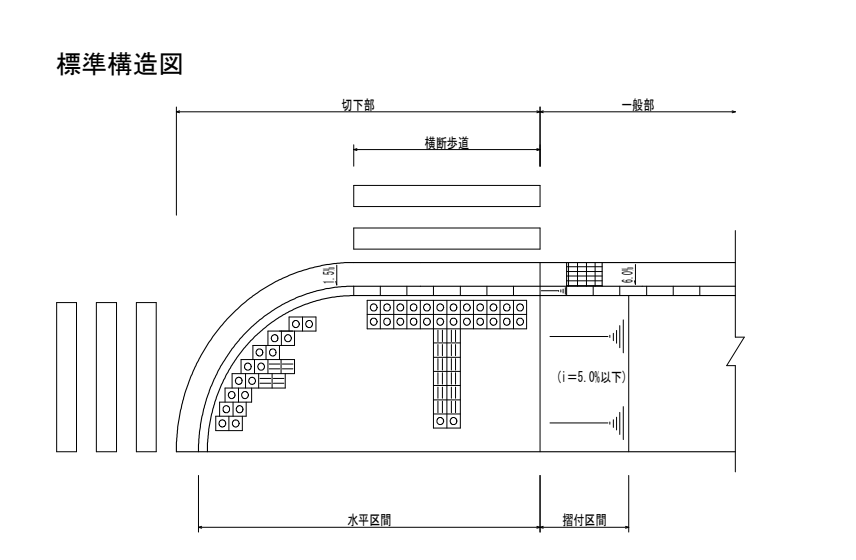 標準構造図
切下部
一般部
横断歩道
1.5%
6.0%
(i=5.0%以下)
水平区間
摺付区間